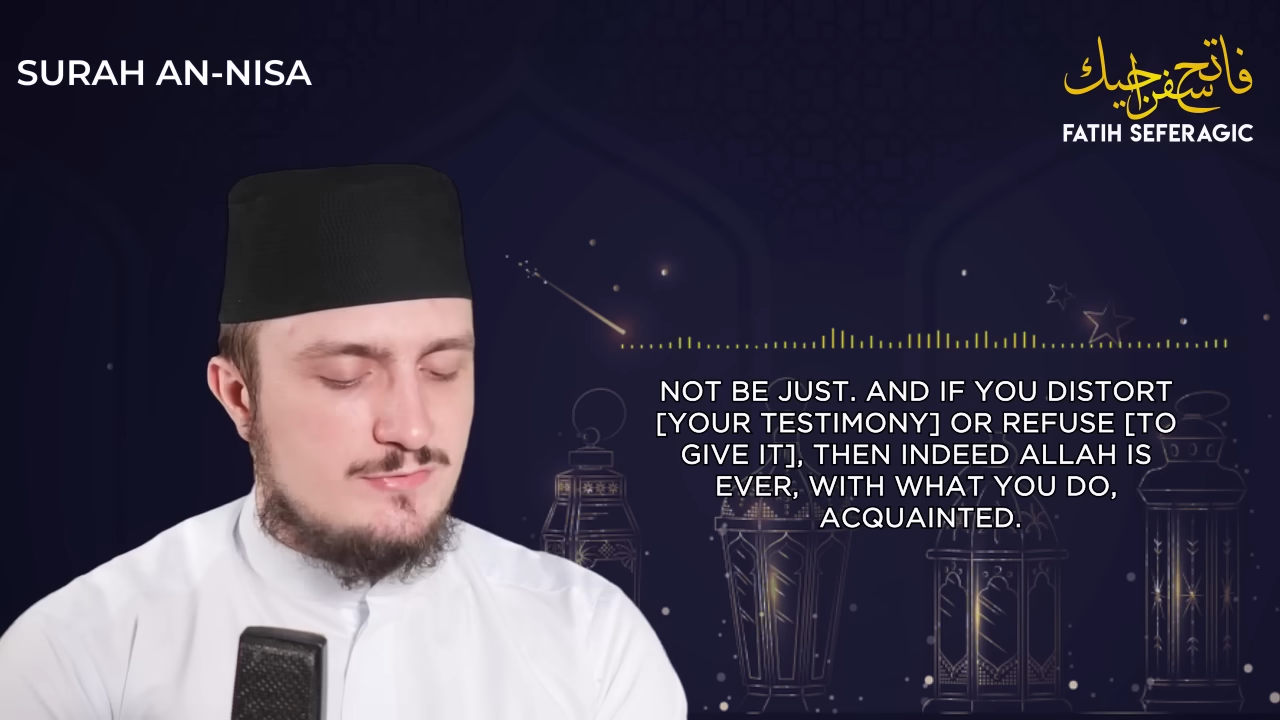 SURAH AN-NISA
فاتح سفراجيك
FATIH SEFERAGIC
NOT BE JUST. AND IF YOU DISTORT
[YOUR TESTIMONY] OR REFUSE [TO
GIVE IT], THEN INDEED ALLAH IS
EVER, WITH WHAT YOU DO,
ACQUAINTED.